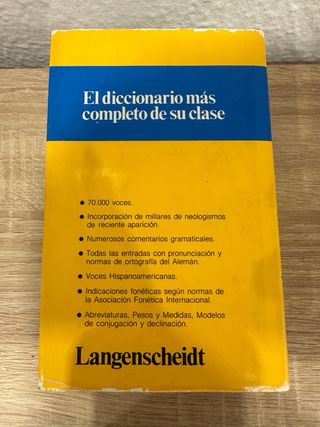 El diccionario más
completo de su clase
● 70.000 voces.
● Incorporación de millares de neologismos
de reciente aparición.
● Numerosos comentarios gramaticales.
● Todas las entradas con pronunciación y
normas de ortografía del Alemán.
● Voces Hispanoamericanas.
● Indicaciones fonéticas según normas de
la Asociación Fonética Internacional.
● Abreviaturas, Pesos y Medidas, Modelos
de conjugación y declinación.
Langenscheidt